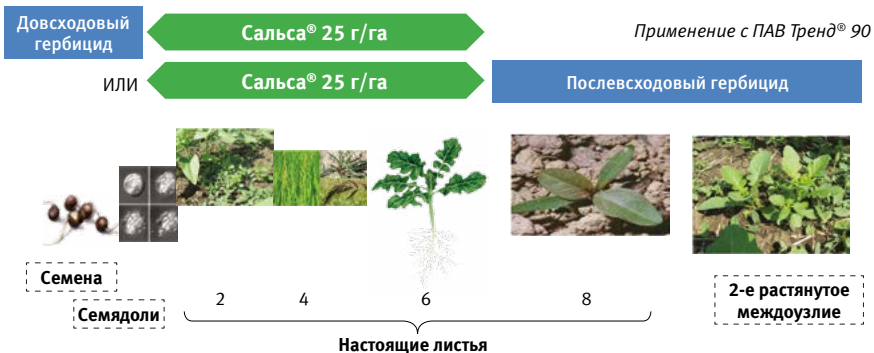 Довсходовый
гербицид
Сальса® 25 г/га
Применение с ПАВ Тренд® 90
ИЛИ
Сальса® 25 г/га
Послевсходовый гербицид
Семена
Семядоли
2
4
6
8
2-е растянутое
междоузлие
Настоящие листья